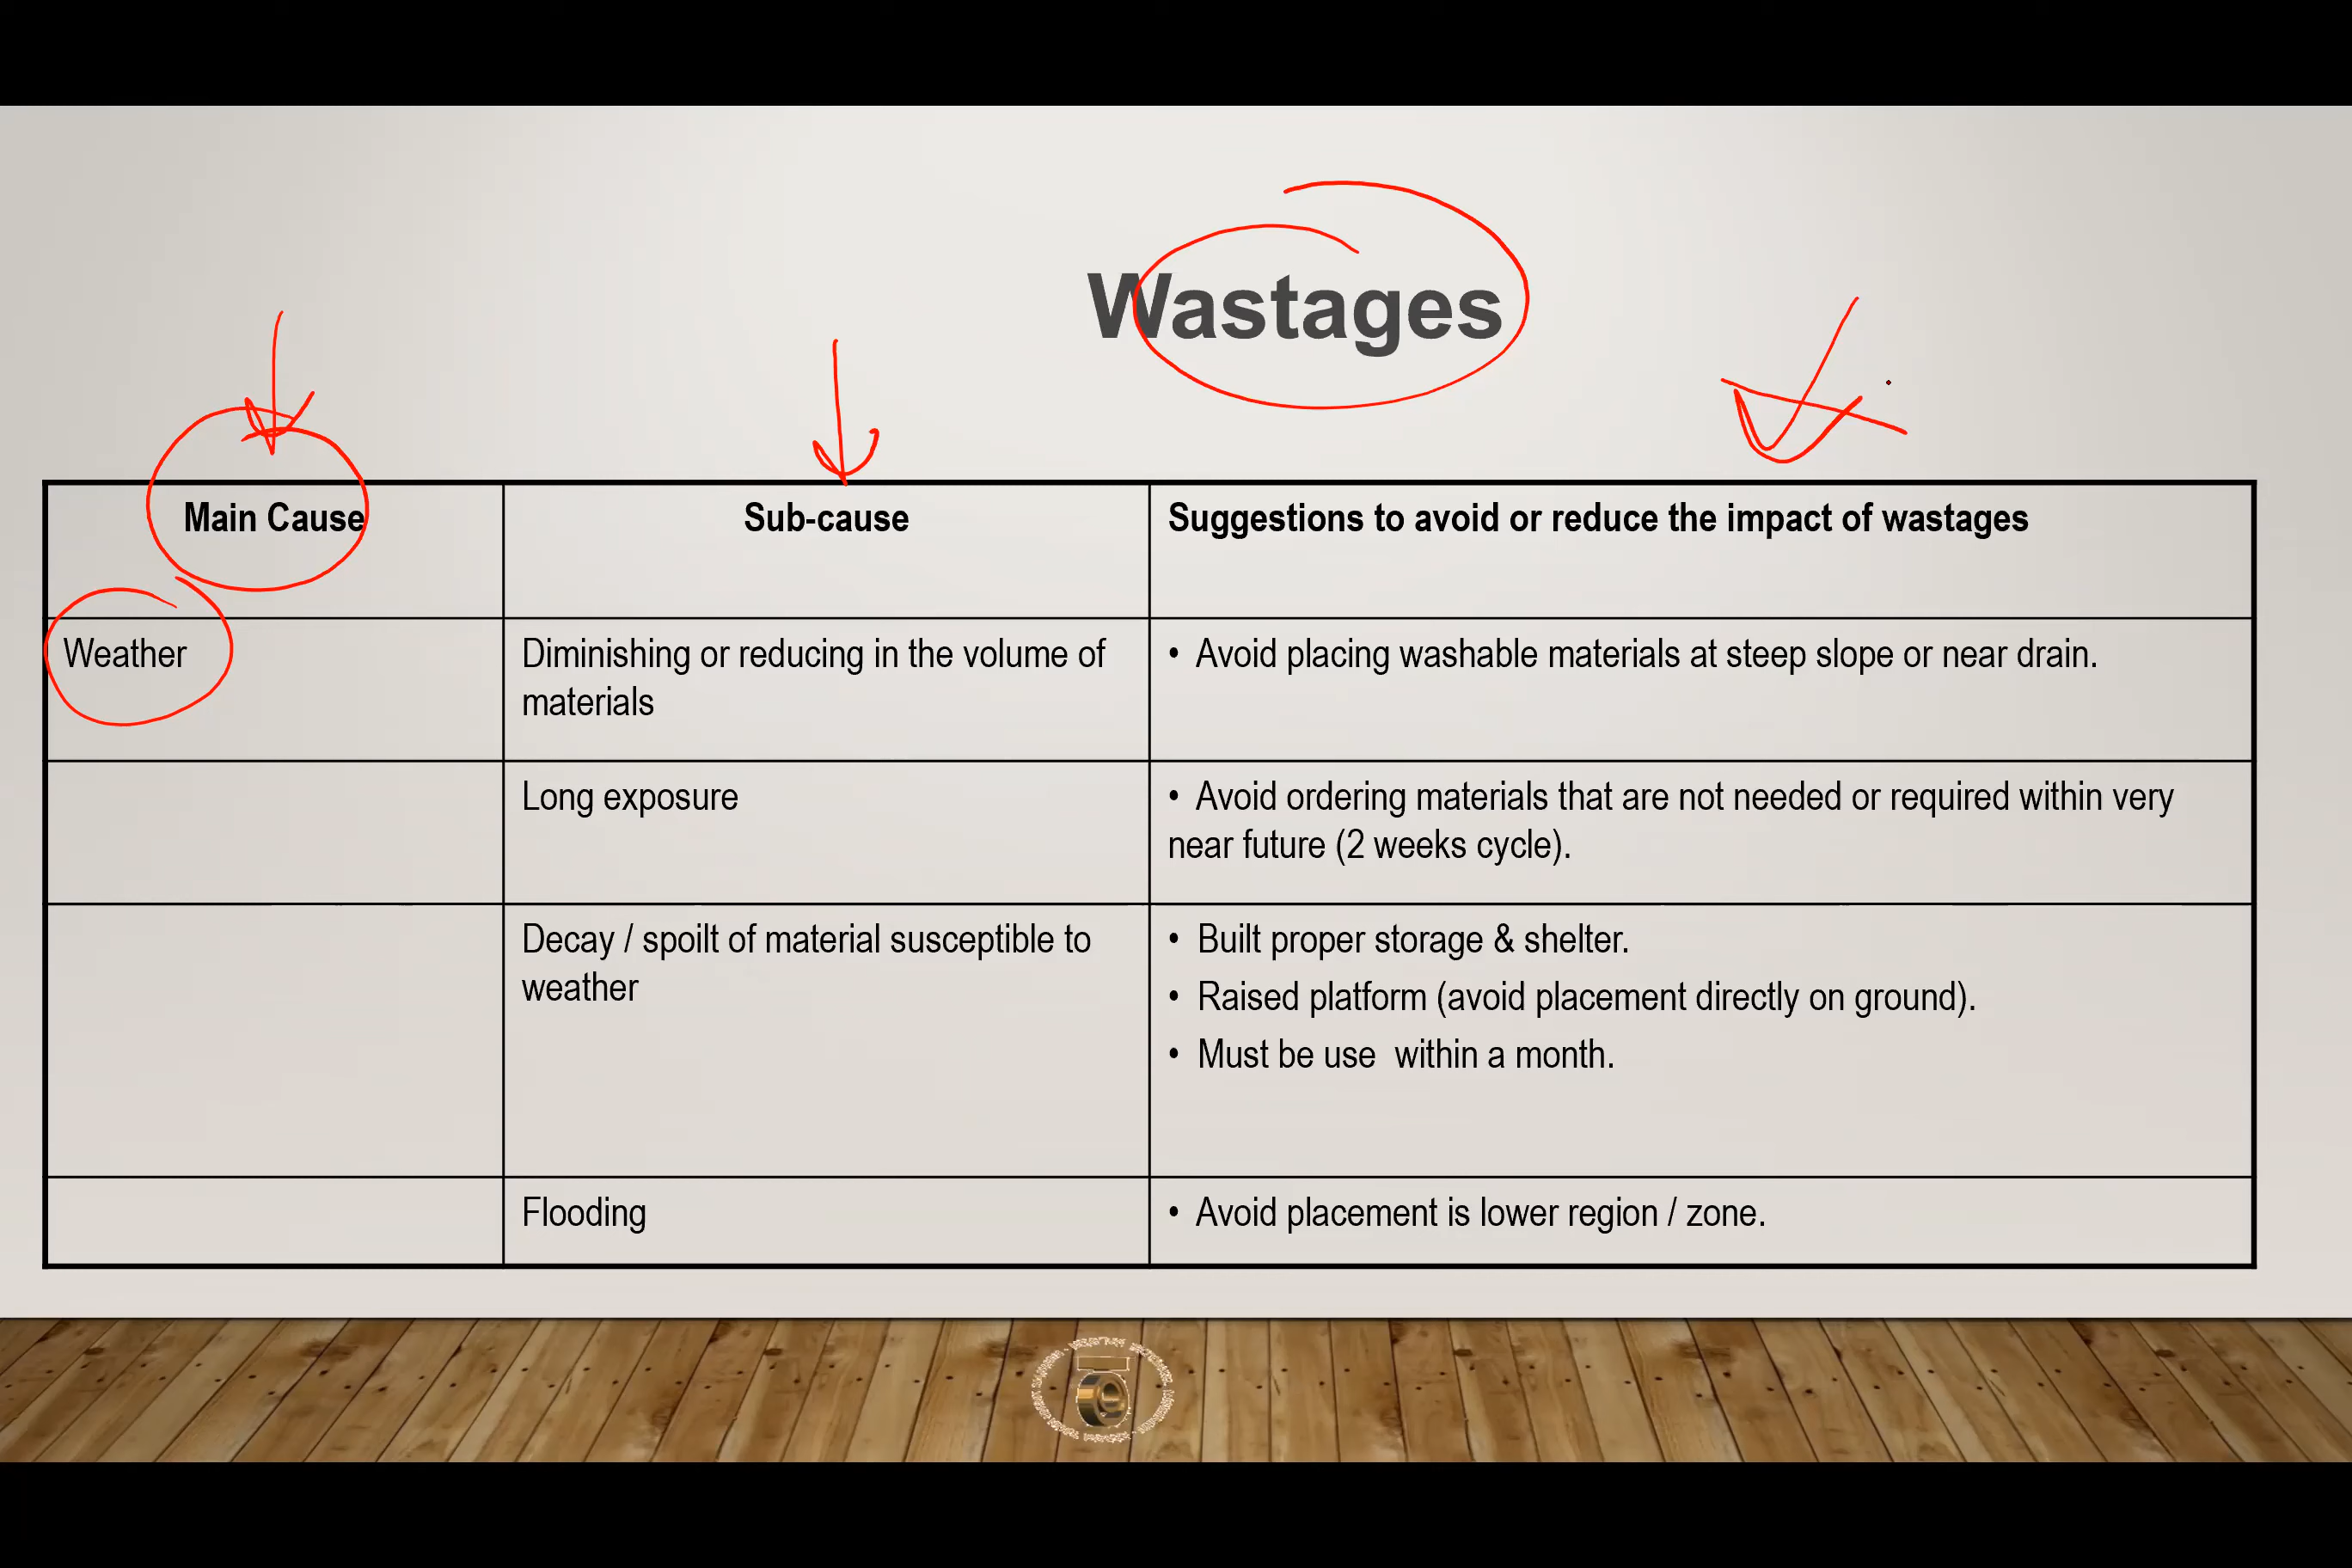 Wastages
Main Cause
Sub-cause
Suggestions to avoid or reduce the impact of wastages
Weather
Diminishing or reducing in the volume of
materials
• Avoid placing washable materials at steep slope or near drain.
Long exposure
• Avoid ordering materials that are not needed or required within very
near future (2 weeks cycle).
Decay / spoilt of material susceptible to
weather
• Built proper storage & shelter.
• Raised platform (avoid placement directly on ground).
• Must be use  within a month.
Flooding
• Avoid placement is lower region / zone.